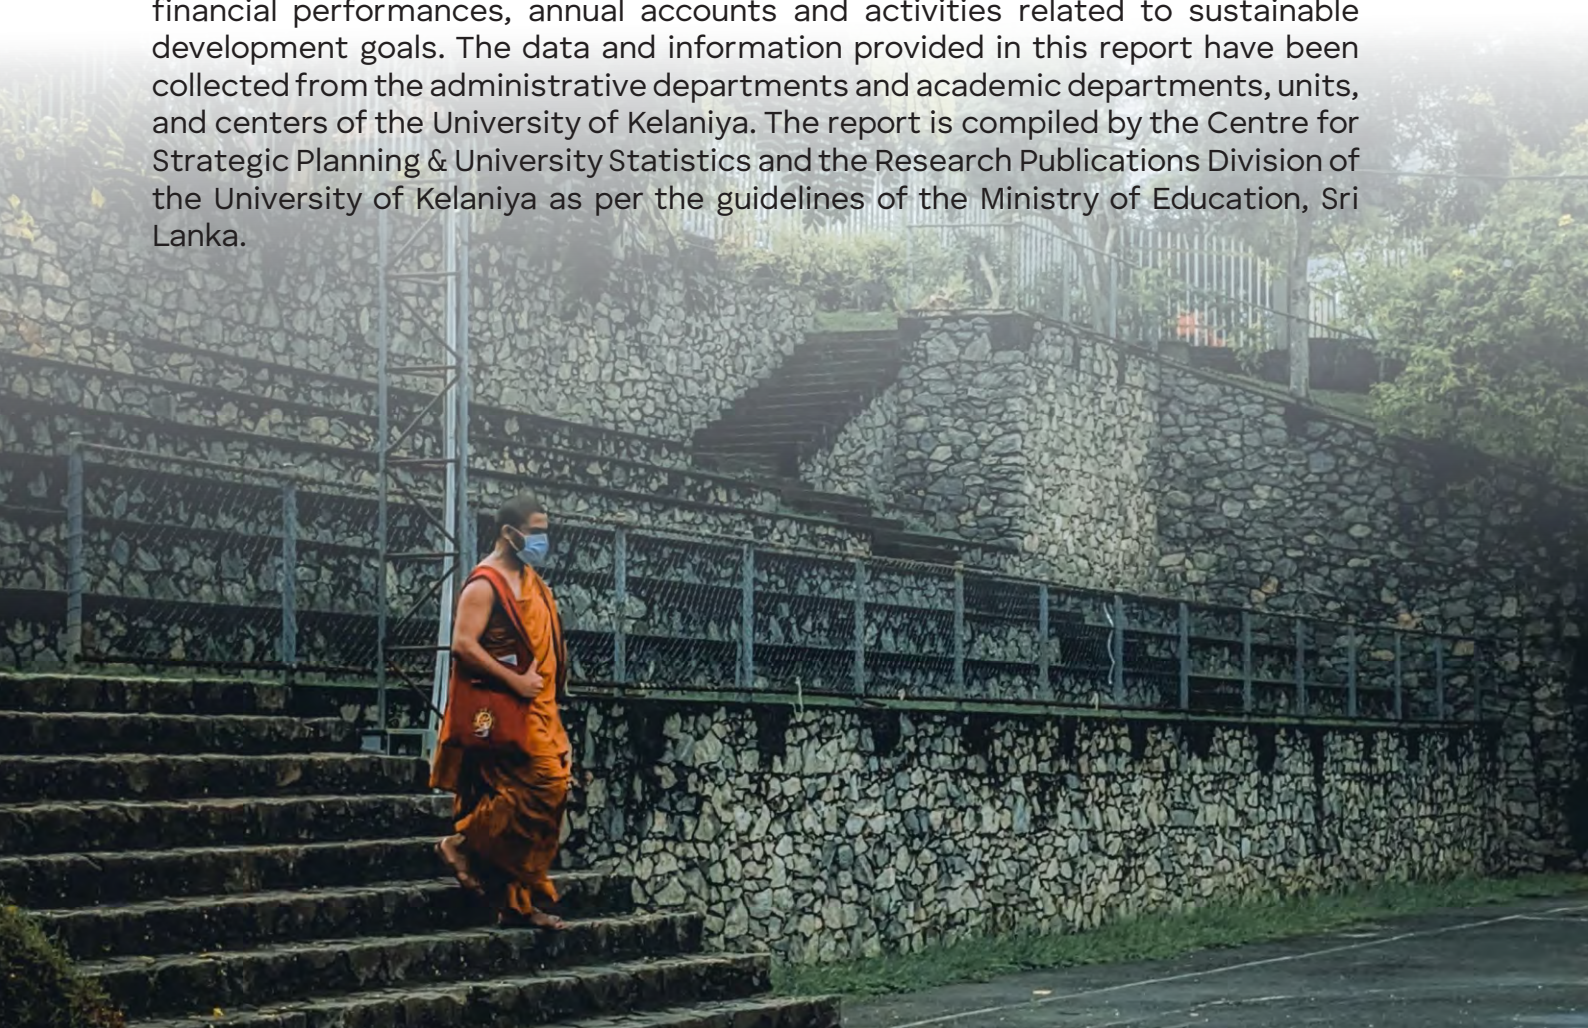 financial performances, annual accounts and activities related to sustainable
development goals. The data and information provided in this report have been
collected from the administrative departments and academic departments, units,
and centers of the University of Kelaniya. The report is compiled by the Centre for
Strategic Planning & University Statistics and the Research Publications Division of
the University of Kelaniya as per the guidelines of the Ministry of Education, Sri
Lanka.